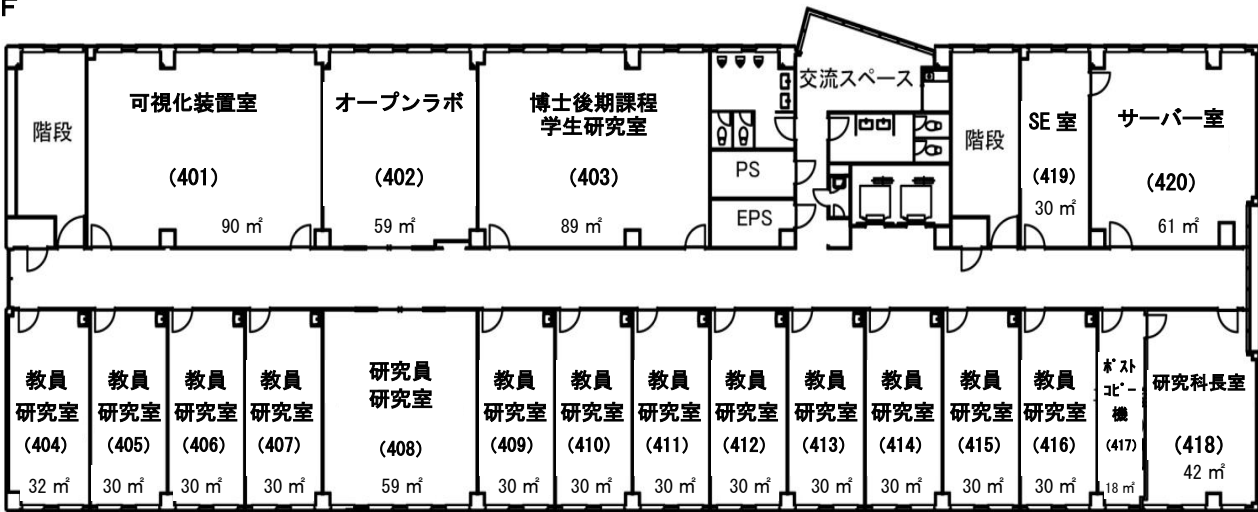 F
階段
可視化装置室
(401)
90 ㎡
オープンラボ
(402)
59 ㎡
博士後期課程
学生研究室
(403)
89 ㎡
PS
EPS
交流スペース
階段
SE 室
(419)
30 ㎡
サーバー室
(420)
61 ㎡
教員
研究室
(404)
32 ㎡
教員
研究室
(405)
30 ㎡
教員
研究室
(406)
30 ㎡
教員
研究室
(407)
30 ㎡
研究員
研究室
(408)
59 ㎡
教員
研究室
(409)
30 ㎡
教員
研究室
(410)
30 ㎡
教員
研究室
(411)
30 ㎡
教員
研究室
(412)
30 ㎡
教員
研究室
(413)
30 ㎡
教員
研究室
(414)
30 ㎡
教員
研究室
(415)
30 ㎡
教員
研究室
(416)
30 ㎡
ﾎﾟｽﾄ
ｺﾋﾟｰ
機
(417)
18 ㎡
研究科長室
(418)
42 ㎡